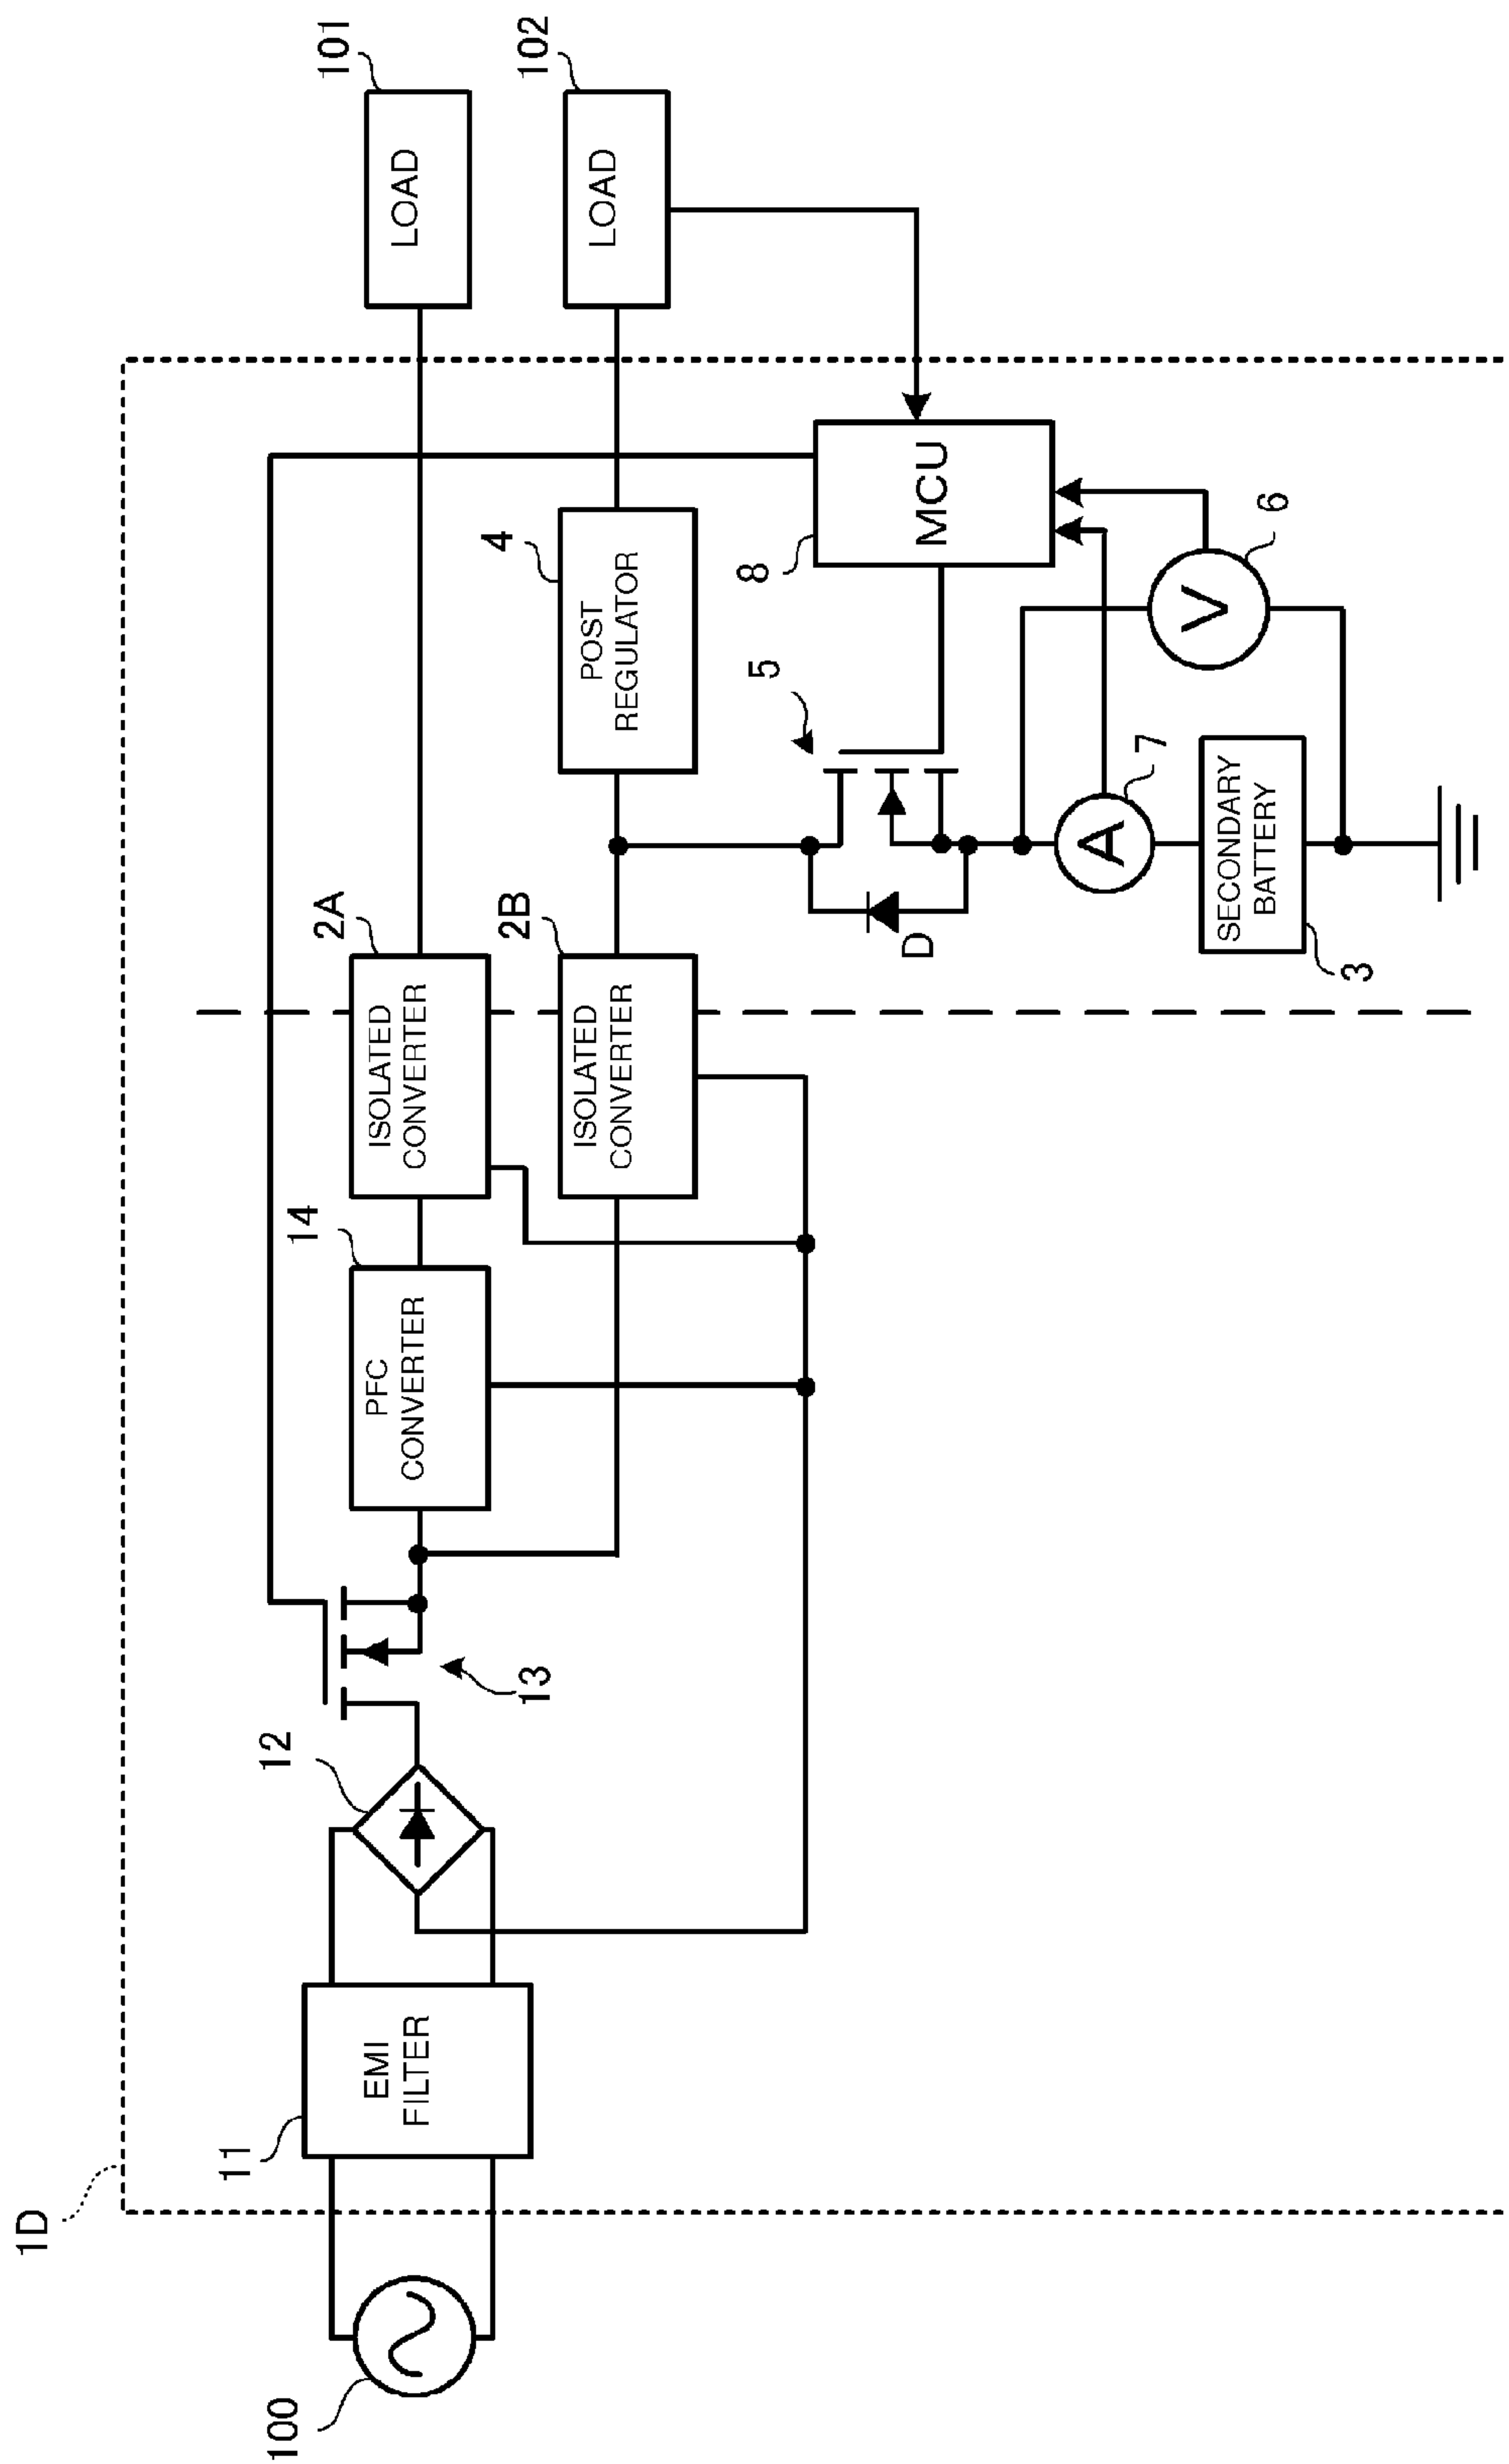 1D
100
11
EMI
FILTER
12
13
14
PFC
CONVERTER
2A
ISOLATED
CONVERTER
2B
ISOLATED
CONVERTER
101
LOAD
102
LOAD
4
POST
REGULATOR
5
D
8
MCU
A
7
V
6
SECONDARY
BATTERY
3